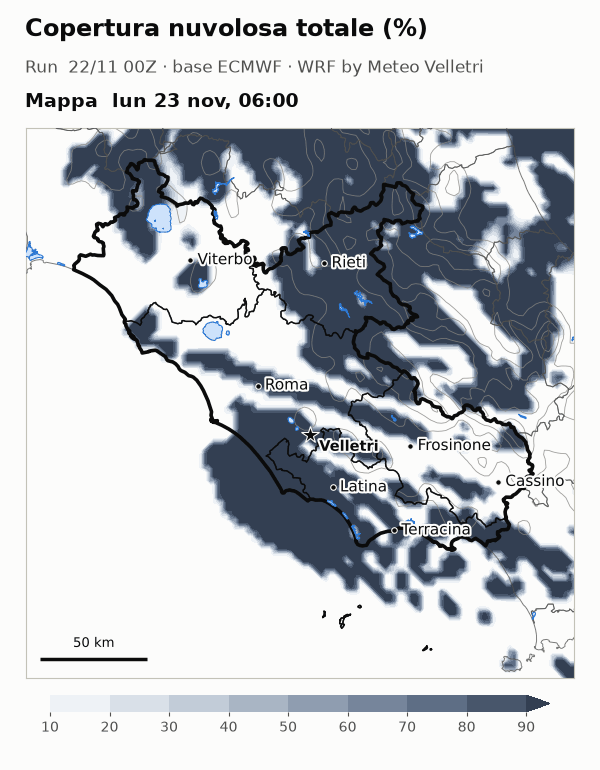 Copertura nuvolosa totale (%)
Run 22/11 00Z · base ECMWF · WRF by Meteo Velletri
Mappa lun 23 nov, 06:00
Viterbo
Rieti
Roma
Velletri
Frosinone
Cassino
Latina
Terracina
50 km
10 20 30 40 50 60 70 80 90